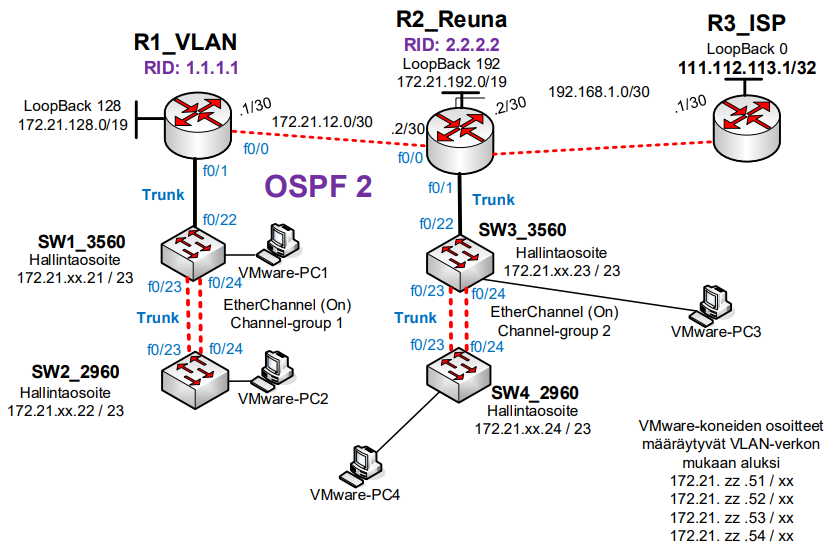 R1_VLAN
RID: 1.1.1.1
R2_Reuna
RID: 2.2.2.2
LoopBack 192
172.21.192.0/19
R3_ISP
LoopBack 0
111.112.113.1/32
LoopBack 128
172.21.128.0/19
.1/30
172.21.12.0/30
.2/30
f0/0
f0/0
.2/30
192.168.1.0/30
.1/30
OSPF 2
f0/1
Trunk
f0/22
f0/1
Trunk
f0/22
SW1_3560
Hallintaosoite
172.21.xx.21 / 23
VMware-PC1
SW3_3560
Hallintaosoite
172.21.xx.23 / 23
f0/23
f0/24
Trunk
EtherChannel (On)
Channel-group 1
f0/23
f0/24
f0/23
f0/24
Trunk
EtherChannel (On)
Channel-group 2
f0/23
f0/24
VMware-PC3
SW2_2960
Hallintaosoite
172.21.xx.22 / 23
VMware-PC2
SW4_2960
Hallintaosoite
172.21.xx.24 / 23
VMware-PC4
VMware-koneiden osoitteet
määräytyvät VLAN-verkon
mukaan aluksi
172.21. zz .51 / xx
172.21. zz .52 / xx
172.21. zz .53 / xx
172.21. zz .54 / xx